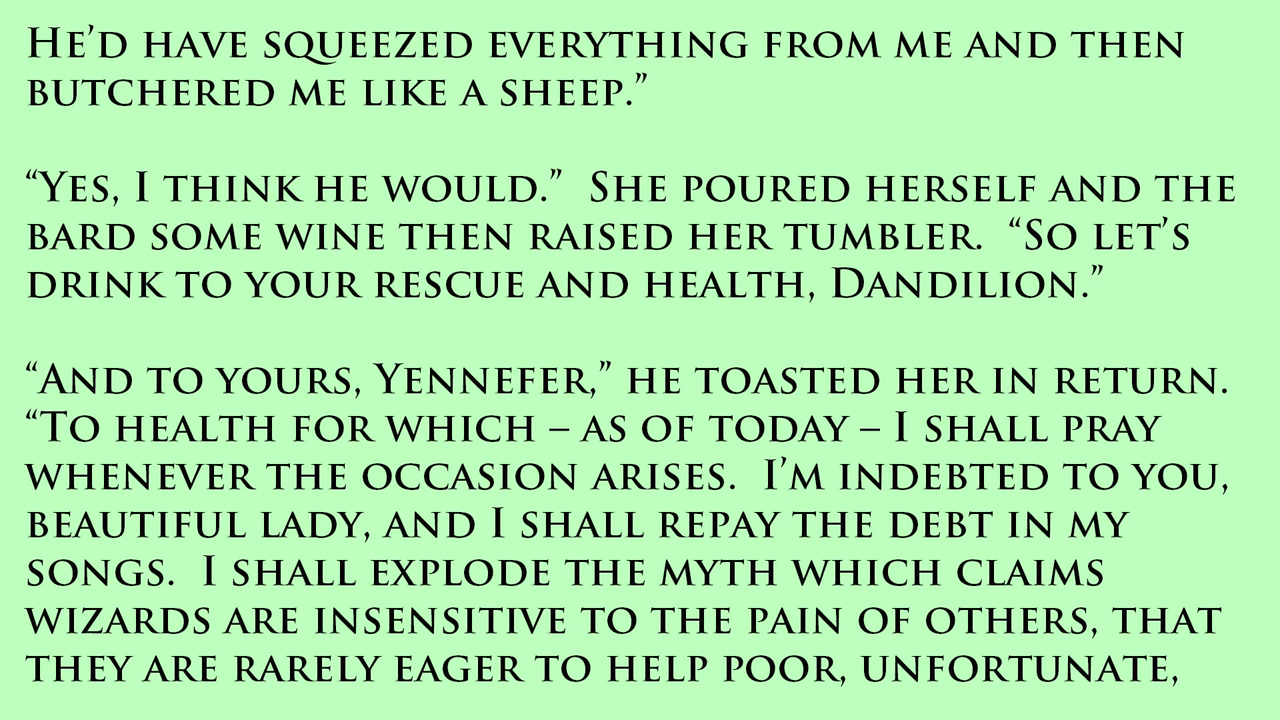 He’d have squeezed everything from me and then
butchered me like a sheep.”
“Yes, I think he would.”  She poured herself and the
bard some wine then raised her tumbler.  “So let’s
drink to your rescue and health, Dandilion.”
“And to yours, Yennefer,” he toasted her in return.
“To health for which – as of today – I shall pray
whenever the occasion arises.  I’m indebted to you,
beautiful lady, and I shall repay the debt in my
songs.  I shall explode the myth which claims
wizards are insensitive to the pain of others, that
they are rarely eager to help poor, unfortunate,